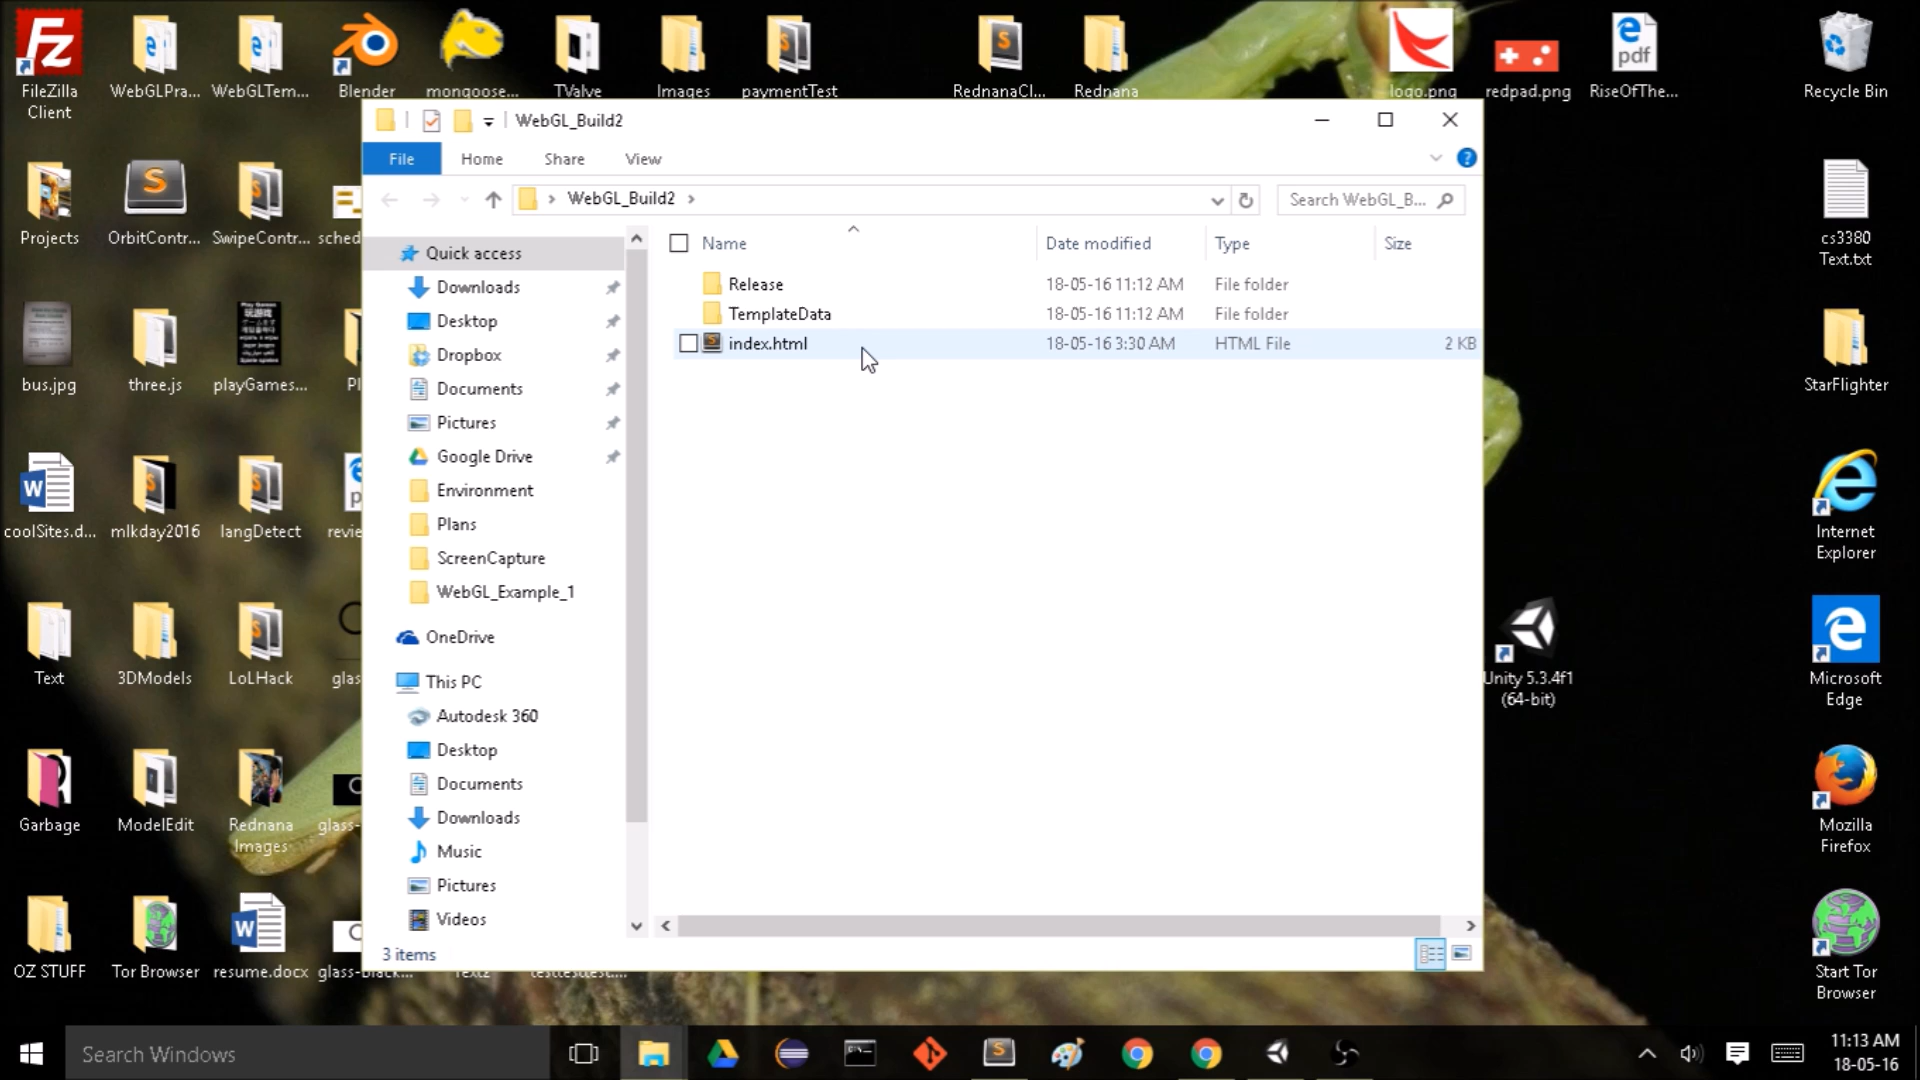 FileZilla
Client
WebGLPra...
WebGLTem...
Blender
mongoose...
TValve
Images
paymentTest
RednanaCl...
Rednana
logo.png
redpad.png
pdf
RiseOfThe...
Recycle Bin
WebGL_Build2
File
Home
Share
View
?
WebGL_Build2
Search WebGL_B...
Projects
OrbitContr...
SwipeContr...
sched
cs3380
Text.txt
Quick access
Downloads
Desktop
Dropbox
Documents
Pictures
Google Drive
Environment
Plans
ScreenCapture
WebGL_Example_1
OneDrive
This PC
Autodesk 360
Desktop
Documents
Downloads
Music
Pictures
Videos
Name
Date modified
Type
Size
Release
18-05-16 11:12 AM
File folder
TemplateData
18-05-16 11:12 AM
File folder
index.html
18-05-16 3:30 AM
HTML File
2 KB
3 items
bus.jpg
three.js
playGames...
Pl
StarFlighter
coolSites.d...
mlkday2016
langDetect
revie
Internet
Explorer
Text
3DModels
LoLHack
glas
Unity 5.3.4f1
(64-bit)
Microsoft
Edge
Garbage
ModelEdit
Rednana
Images
glass-
Mozilla
Firefox
OZ STUFF
Tor Browser
resume.docx
glass-black...
Text2
Start Tor
Browser
Search Windows
11:13 AM
18-05-16